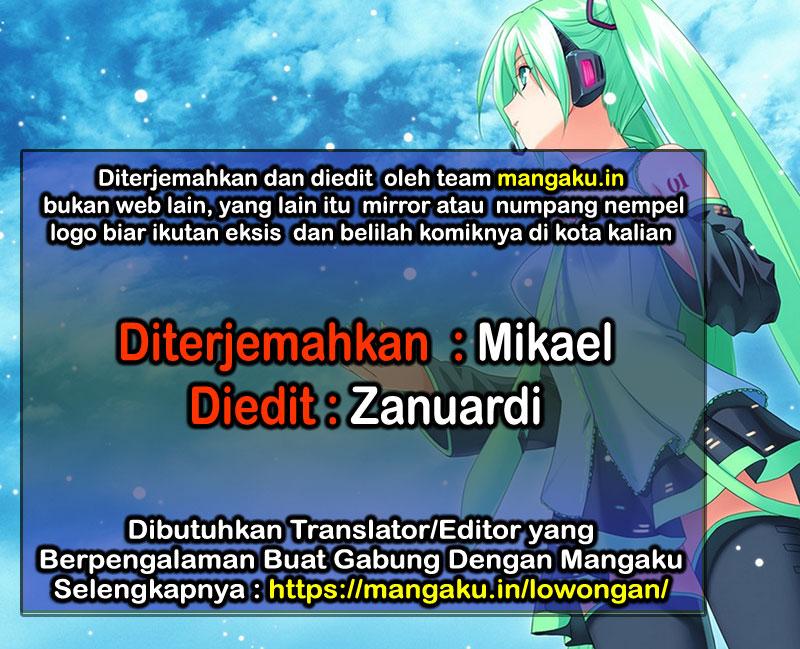 Diterjemahkan dan diedit oleh team mangaku.in
bukan web lain, yang lain itu mirror atau numpang nempel
logo biar ikutan eksis dan belilah komiknya di kota kalian
01
Diterjemahkan : Mikael
Diedit : Zanuardi
Dibutuhkan Translator/Editor yang
Berpengalaman Buat Gabung Dengan Mangaku
Selengkapnya : https://mangaku.in/lowongan/